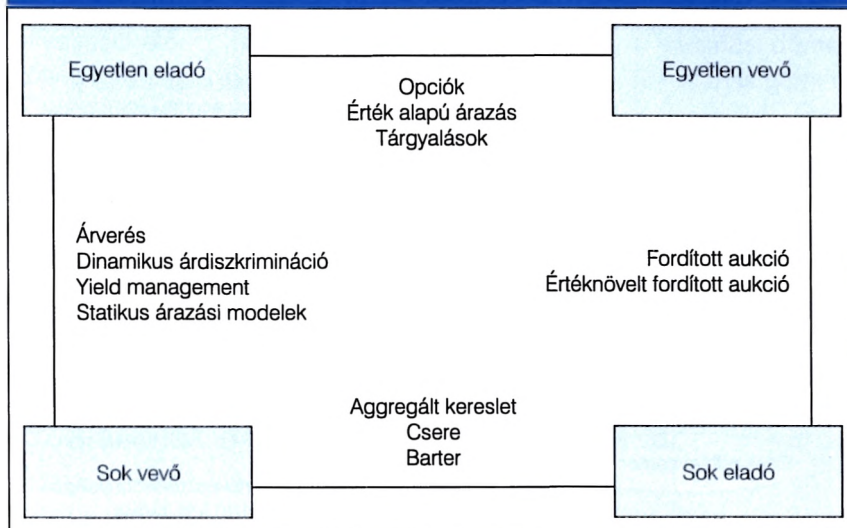 Egyetlen eladó
Egyetlen vevő
Opciók
Érték alapú árazás
Tárgyalások
Árverés
Dinamikus árdiszkrimináció
Yield management
Statikus árazási modelek
Fordított aukció
Értéknövelt fordított aukció
Aggregált kereslet
Csere
Barter
Sok vevő
Sok eladó